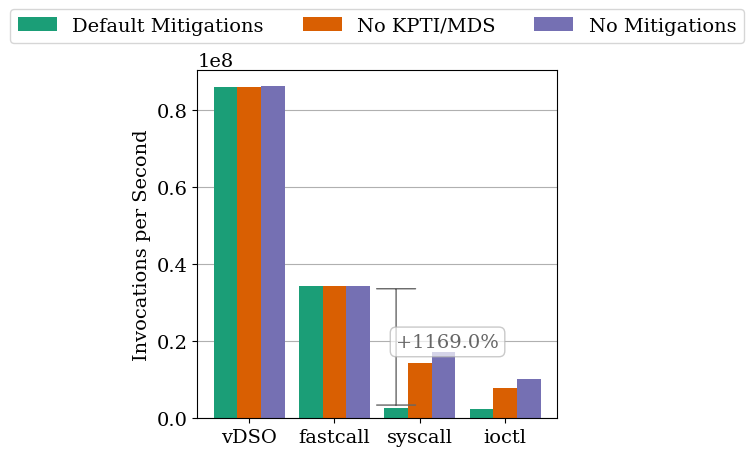 Default Mitigations No KPTI/MDS No Mitigations
1e8
0.8
0.6
0.4
0.2
0.0
Invocations per Second
+1169.0%
vDSO fastcall syscall ioctl